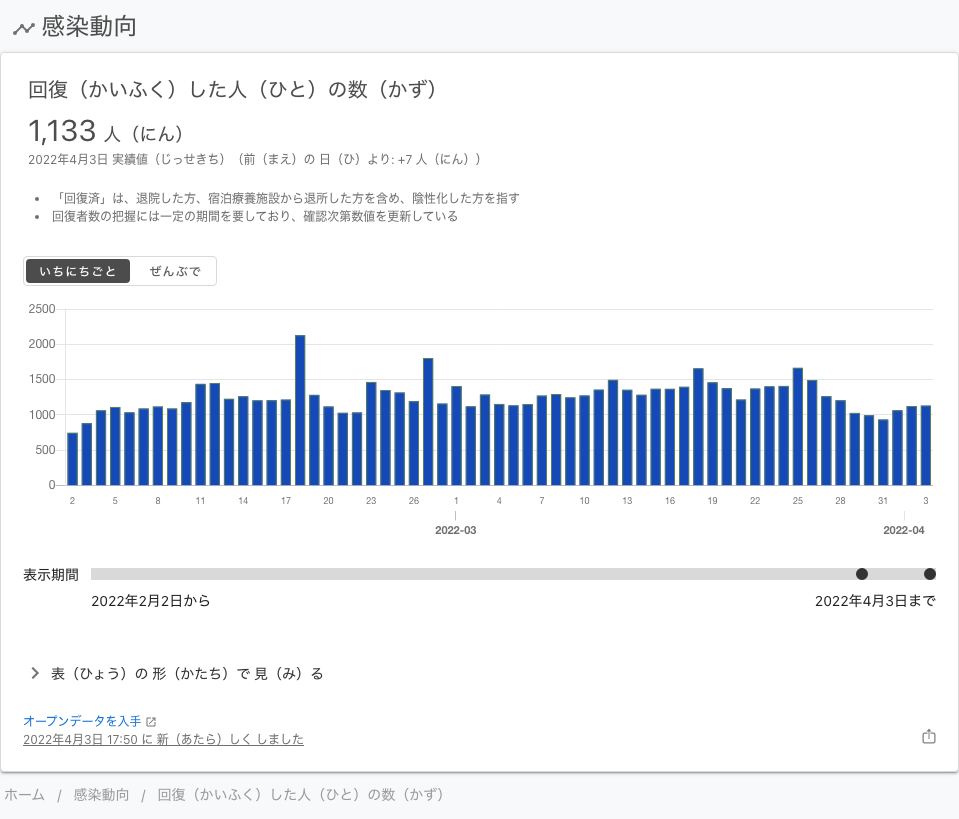 感染動向
回復（かいふく）した人（ひと）の数（かず）
1,133 人（にん）
2022年4月3日 実績値（じっせきち）（前（まえ）の 日（ひ）より: +7 人（にん））
「回復済」は、退院した方、宿泊療養施設から退所した方を含め、陰性化した方を指す
回復者数の把握には一定の期間を要しており、確認次第数値を更新している
いちにちごと ぜんぶで
2500
2000
1500
1000
500
0
2 5 8 11 14 17 20 23 26 1 4 7 10 13 16 19 22 25 28 31 3
2022-03 2022-04
表示期間
2022年2月2日から 2022年4月3日まで
表（ひょう）の 形（かたち）で 見（み）る
オープンデータを入手
2022年4月3日 17:50 に 新（あたら）しく しました
ホーム / 感染動向 / 回復（かいふく）した人（ひと）の数（かず）